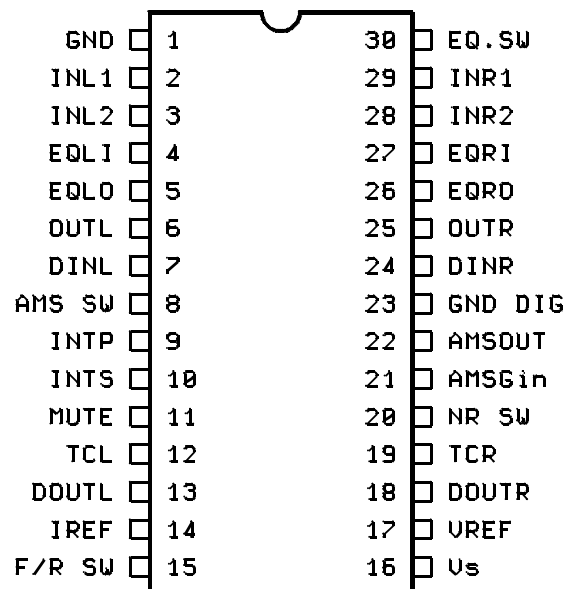 GND 1 30 EQ.SW
INL1 2 29 INR1
INL2 3 28 INR2
EQLI 4 27 EQRI
EQLO 5 26 EQRO
OUTL 6 25 OUTR
DINL 7 24 DINR
AMS SW 8 23 GND DIG
INTP 9 22 AMSOUT
INTS 10 21 AMSGin
MUTE 11 20 NR SW
TCL 12 19 TCR
DOUTL 13 18 DOUTR
IREF 14 17 VREF
F/R SW 15 16 Vs